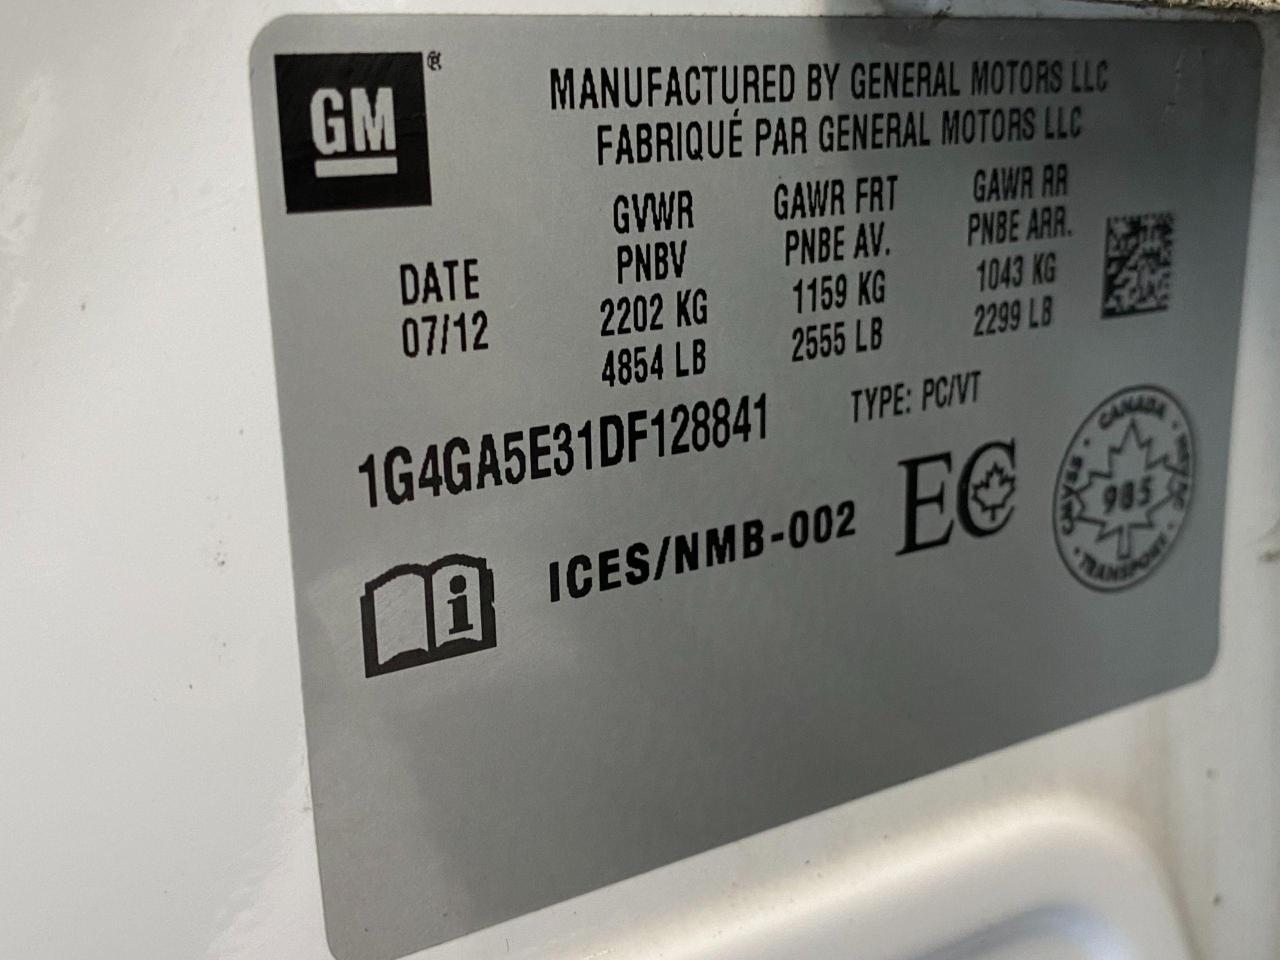 GM
MANUFACTURED BY GENERAL MOTORS LLC
FABRIQUÉ PAR GENERAL MOTORS LLC
DATE
07/12
GVWR
PNBV
2202 KG
4854 LB
GAWR FRT
PNBE AV.
1159 KG
2555 LB
GAWR RR
PNBE ARR.
1043 KG
2299 LB
1G4GA5E31DF128841
TYPE: PC/VT
i
ICES/NMB-002
EC
CANADA
985
TRANSPORT